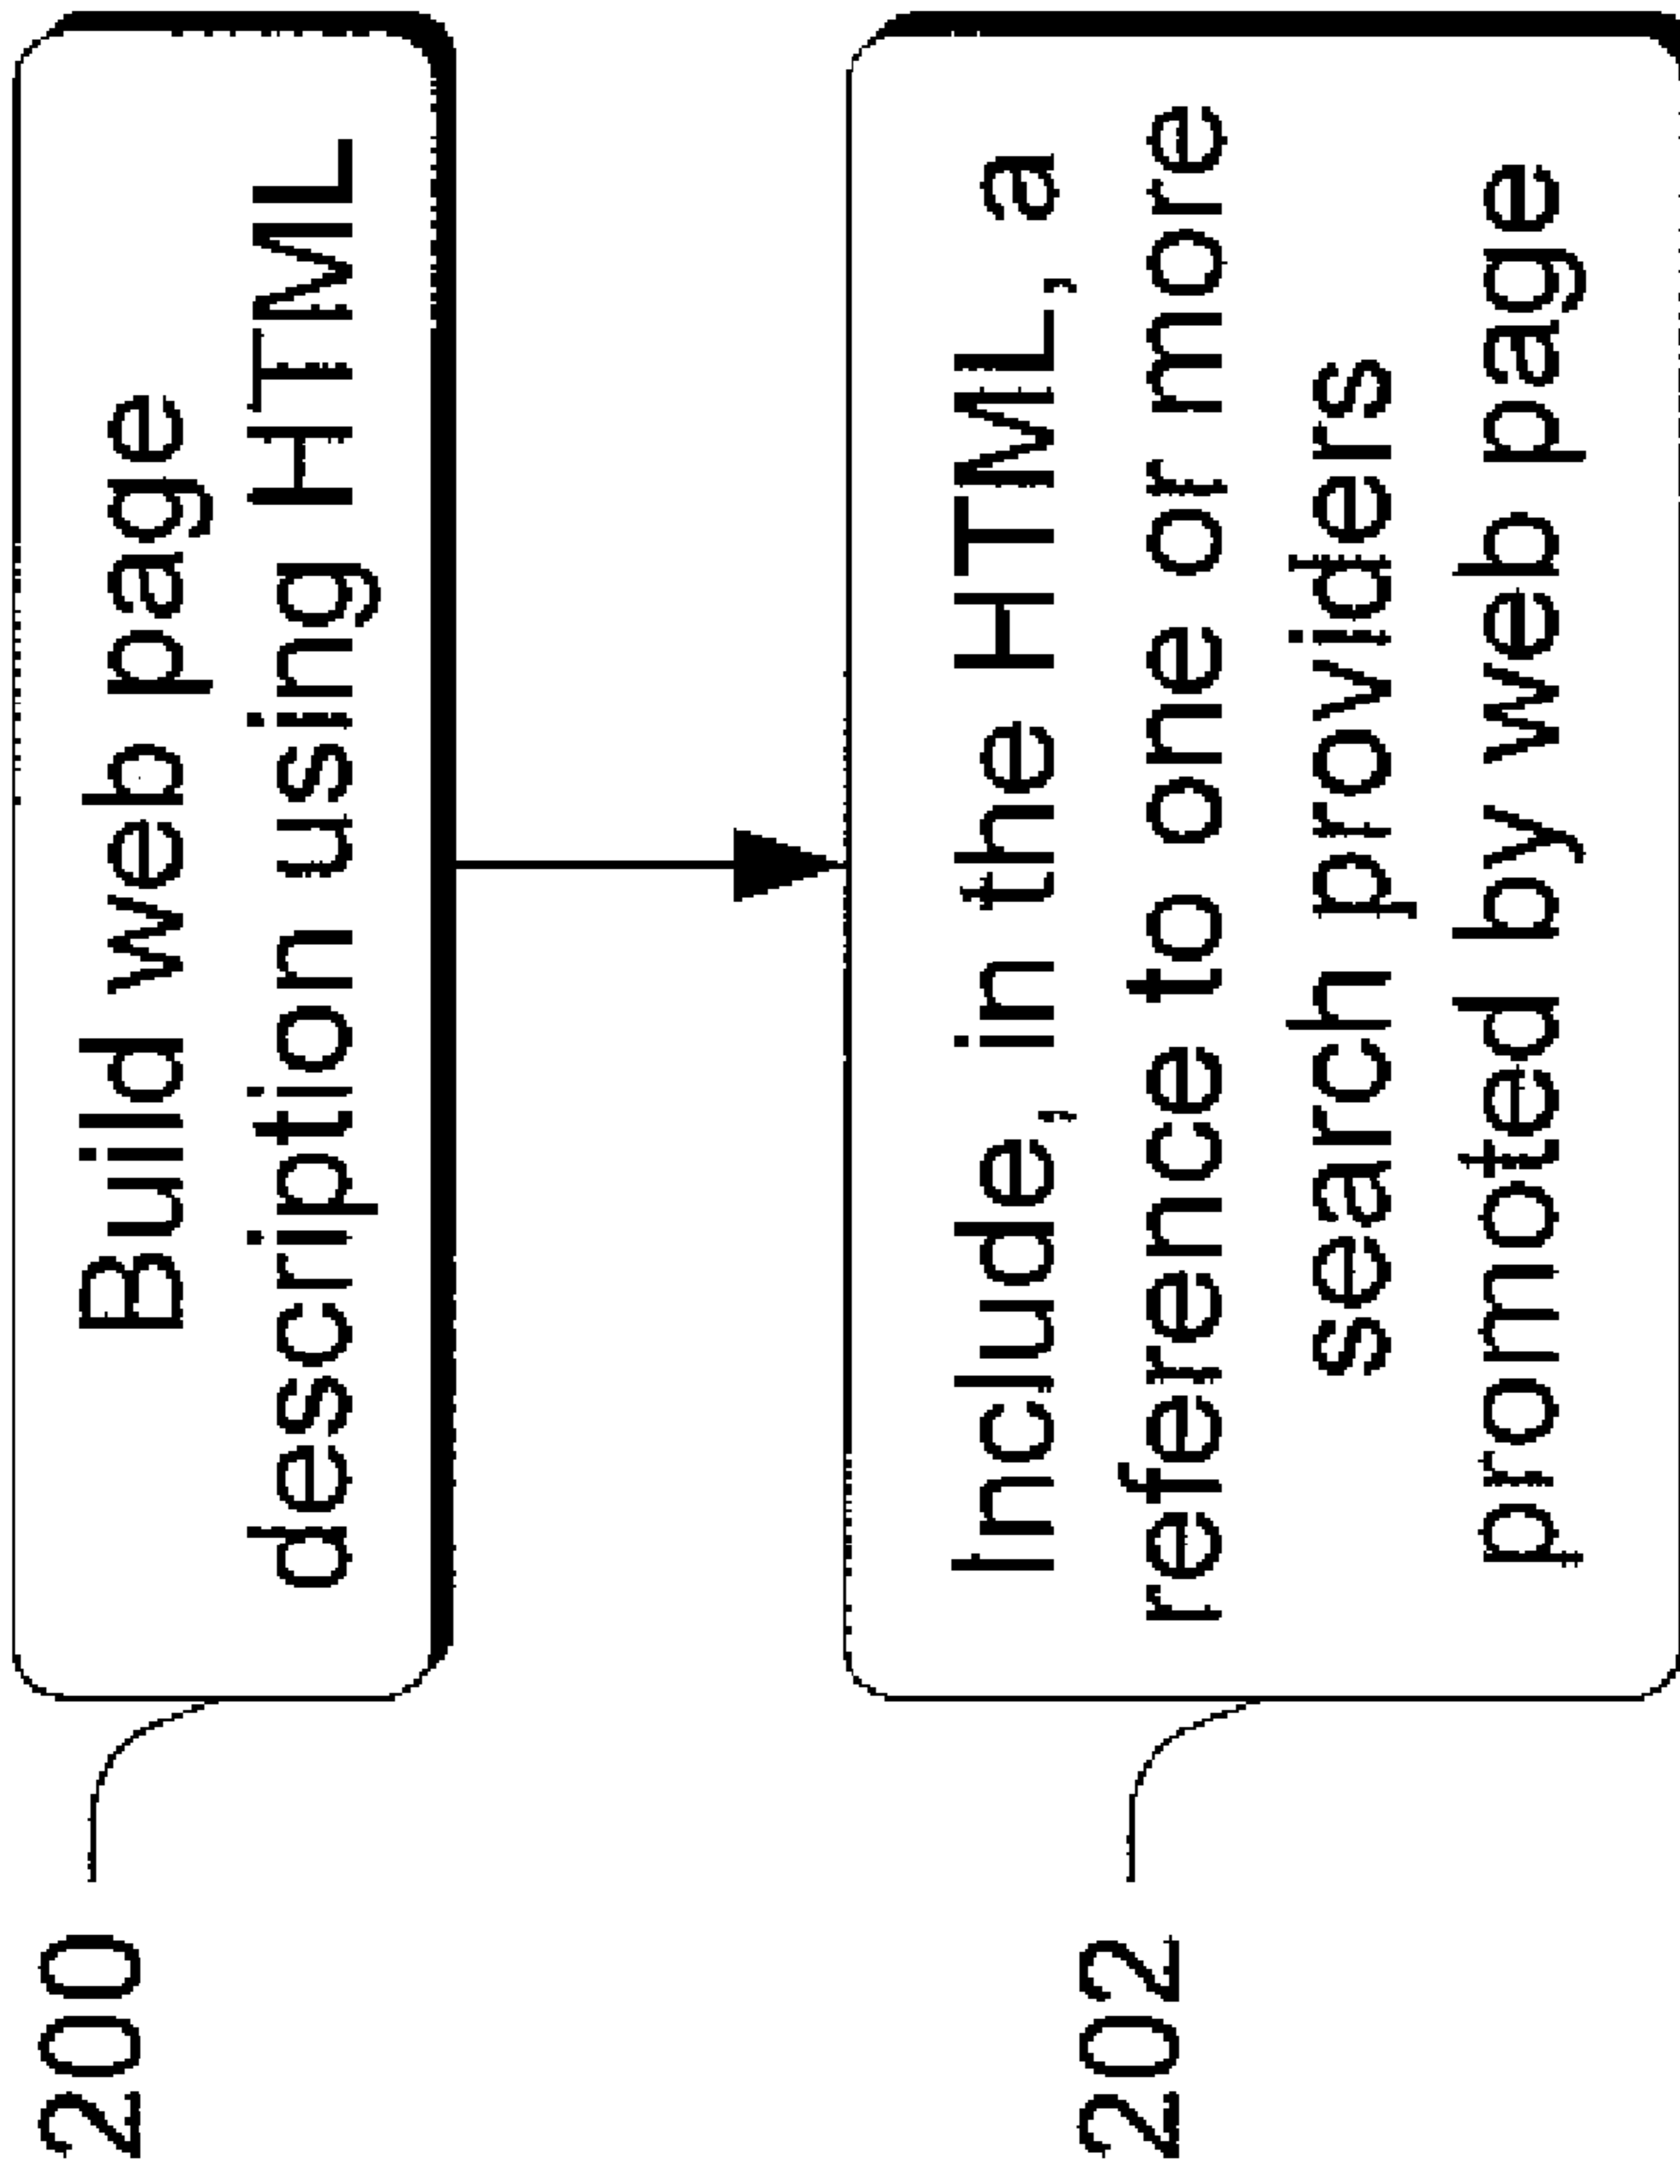 200
Build web page
description using HTML
202
Include, in the HTML, a
reference to one or more
search providers
promoted by web page